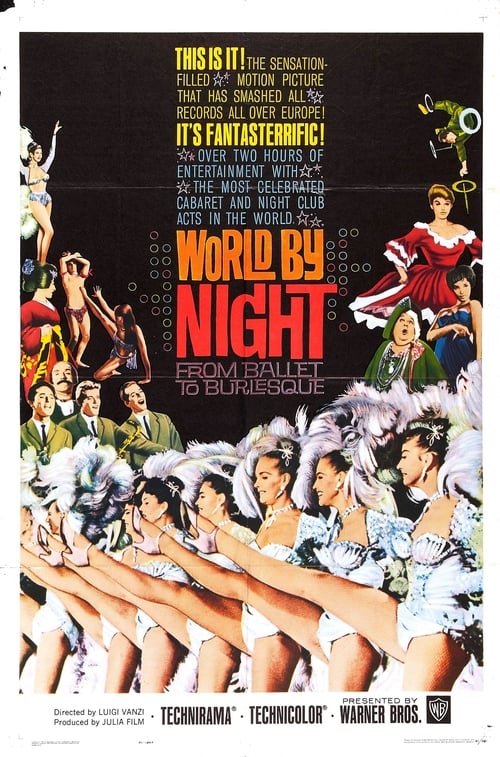 THIS IS IT! THE SENSATION-
FILLED MOTION PICTURE
THAT HAS SMASHED ALL
RECORDS ALL OVER EUROPE!
IT'S FANTASTERRIFIC!
OVER TWO HOURS OF
ENTERTAINMENT WITH
THE MOST CELEBRATED
CABARET AND NIGHT CLUB
ACTS IN THE WORLD.
WORLD BY
NIGHT
FROM BALLET
TO BURLESQUE
Directed by LUIGI VANZI
Produced by JULIA FILM
· TECHNIRAMA® · TECHNICOLOR® ·
PRESENTED BY
WARNER BROS.
WB